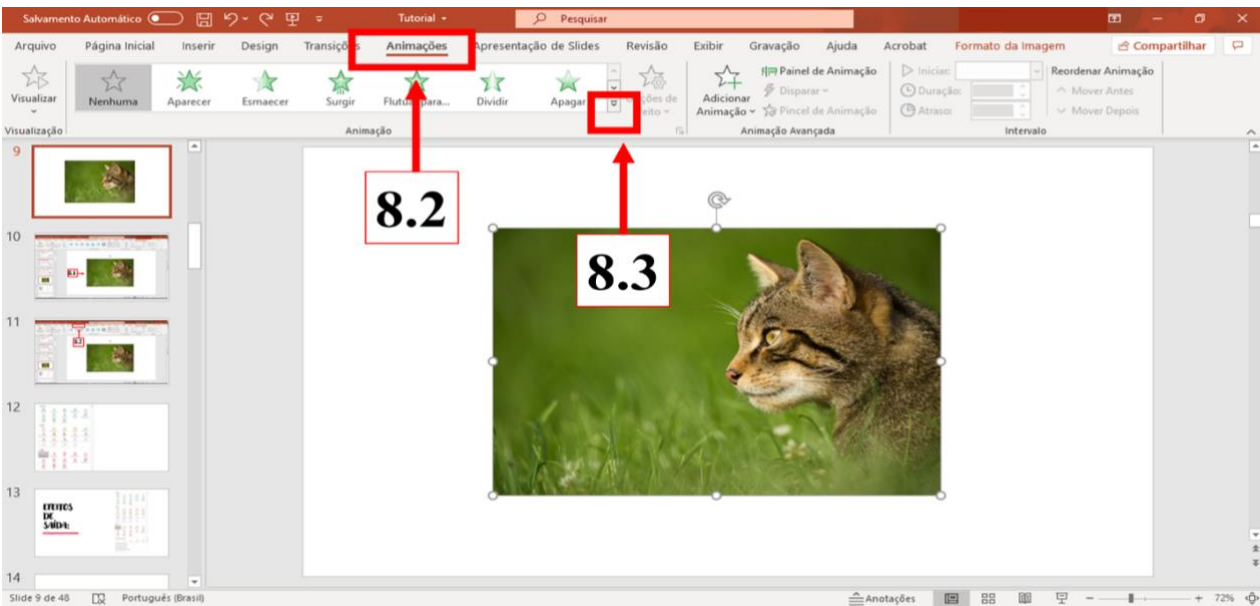 Salvamento Automático Tutorial Pesquisar
Arquivo Página Inicial Inserir Design Transições Animações Apresentação de Slides Revisão Exibir Gravação Ajuda Acrobat Formato da Imagem Compartilhar
Visualizar
Nenhuma Aparecer Esmaecer Surgir Flutuar para... Dividir Apagar
Adicionar
Animação
Painel de Animação
Disparar
Pincel de Animação
Iniciar:
Duração:
Atraso:
Reordenar Animação
Mover Antes
Mover Depois
Visualização Animação Animação Avançada Intervalo
8.2
8.3
9
10
11
12
13
EFEITOS
DE
SAÍDA:
14
Slide 9 de 48 Português (Brasil) Anotações 72%